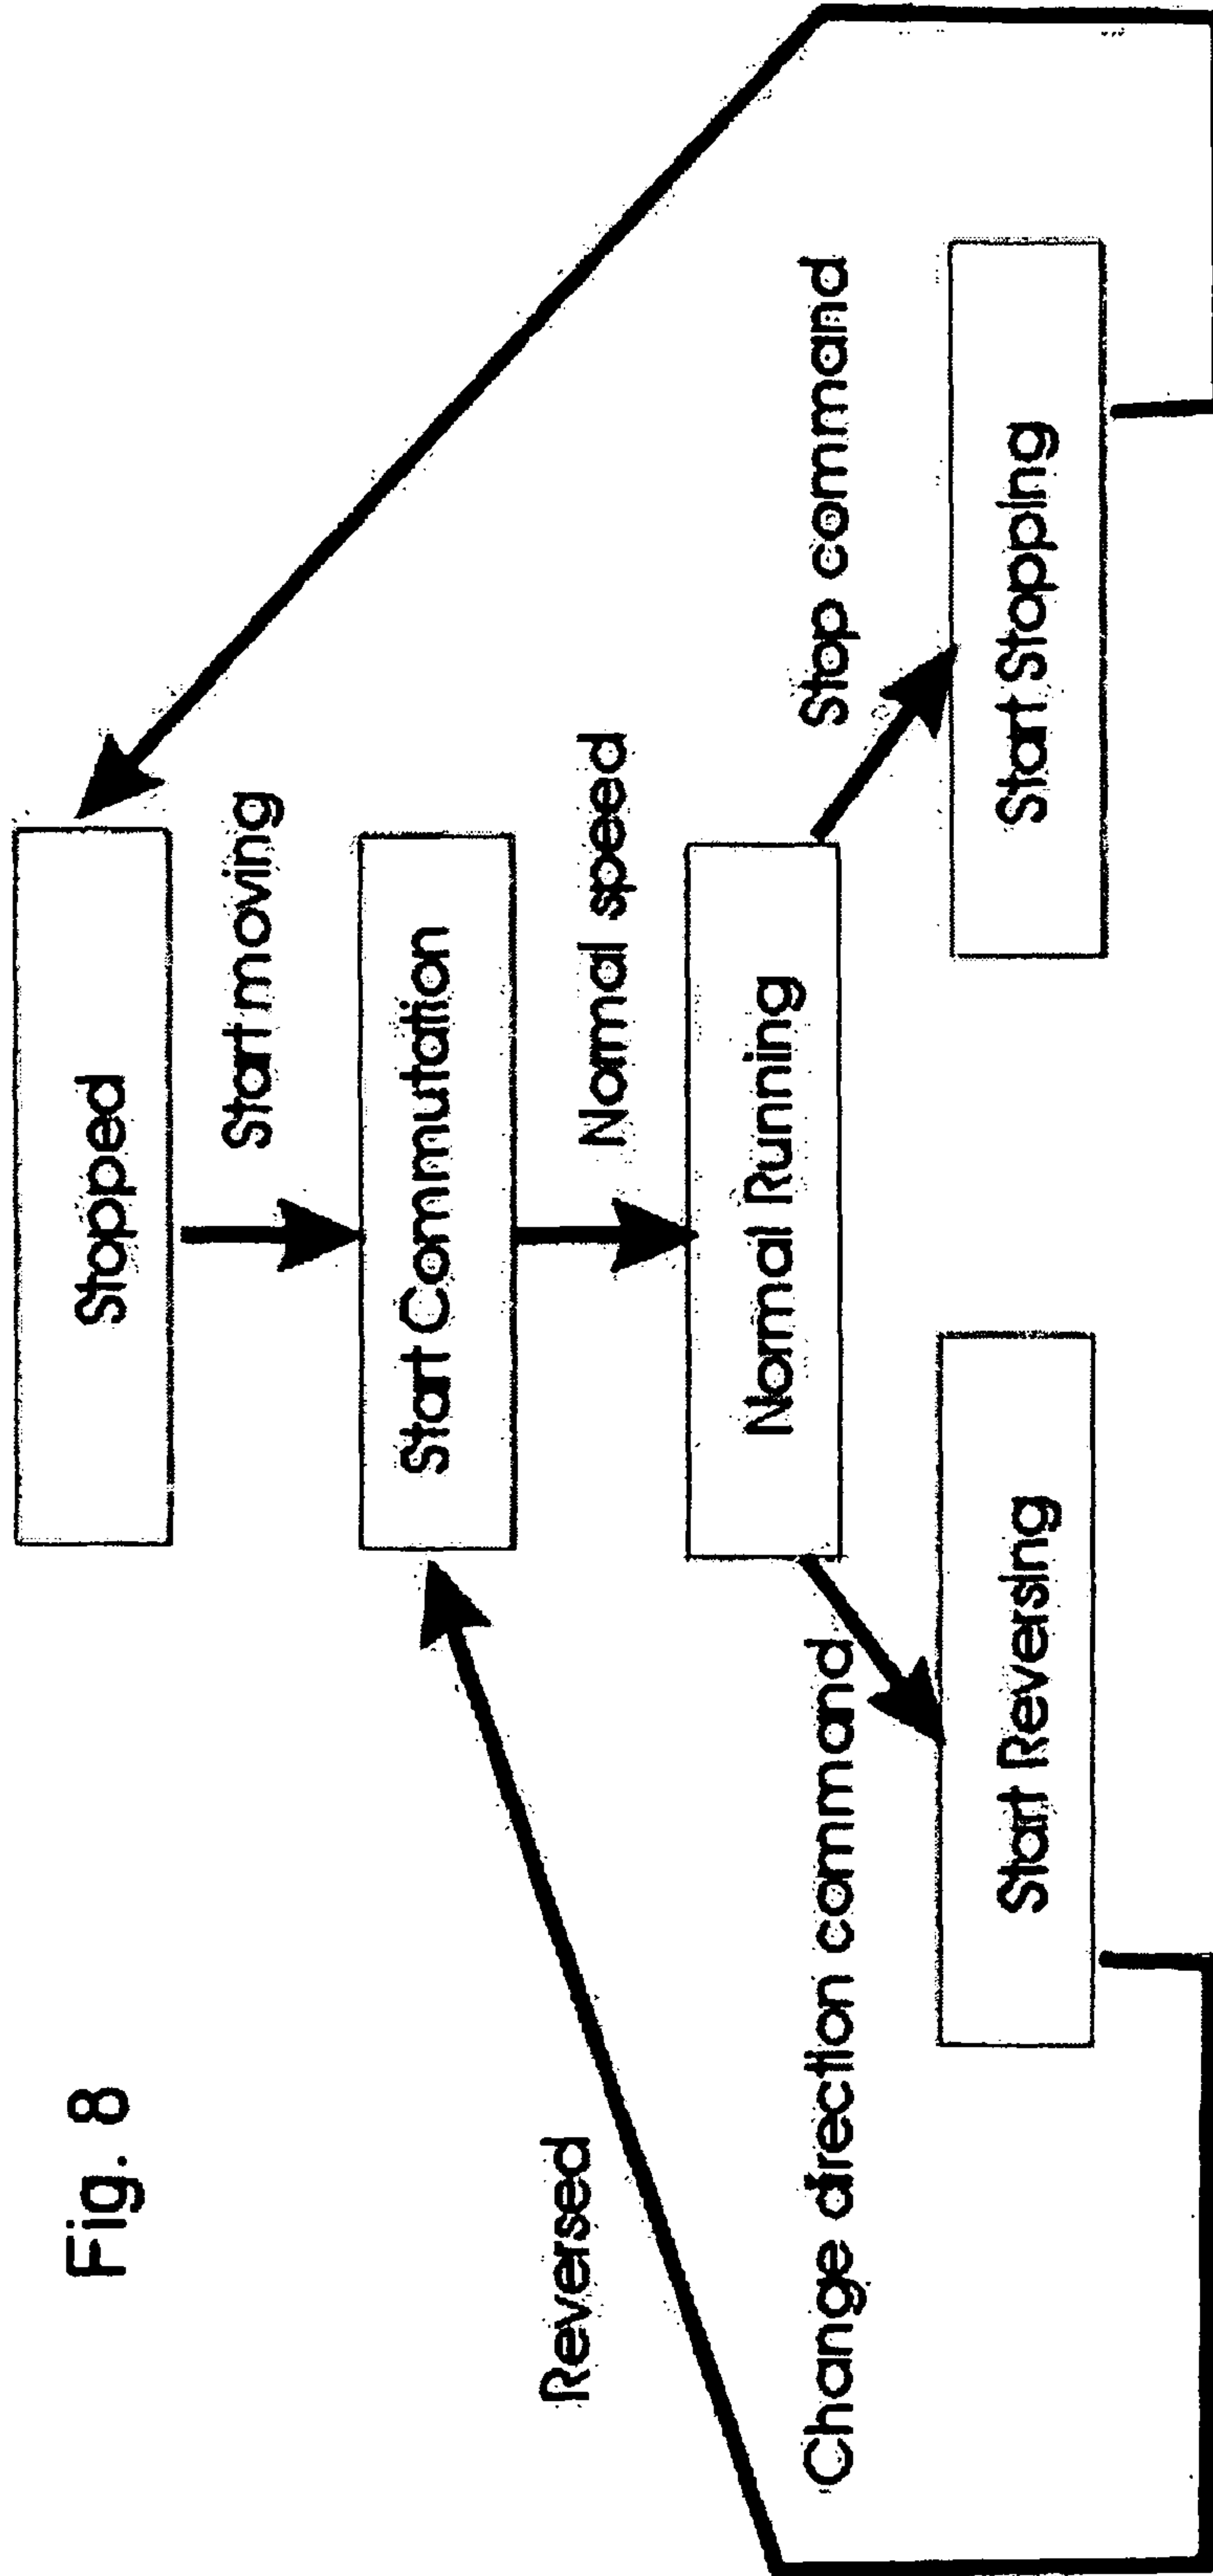 Fig. 8
Stopped
Start moving
Start Commutation
Reversed
Normal speed
Normal Running
Change direction command
Stop command
Start Reversing
Start Stopping